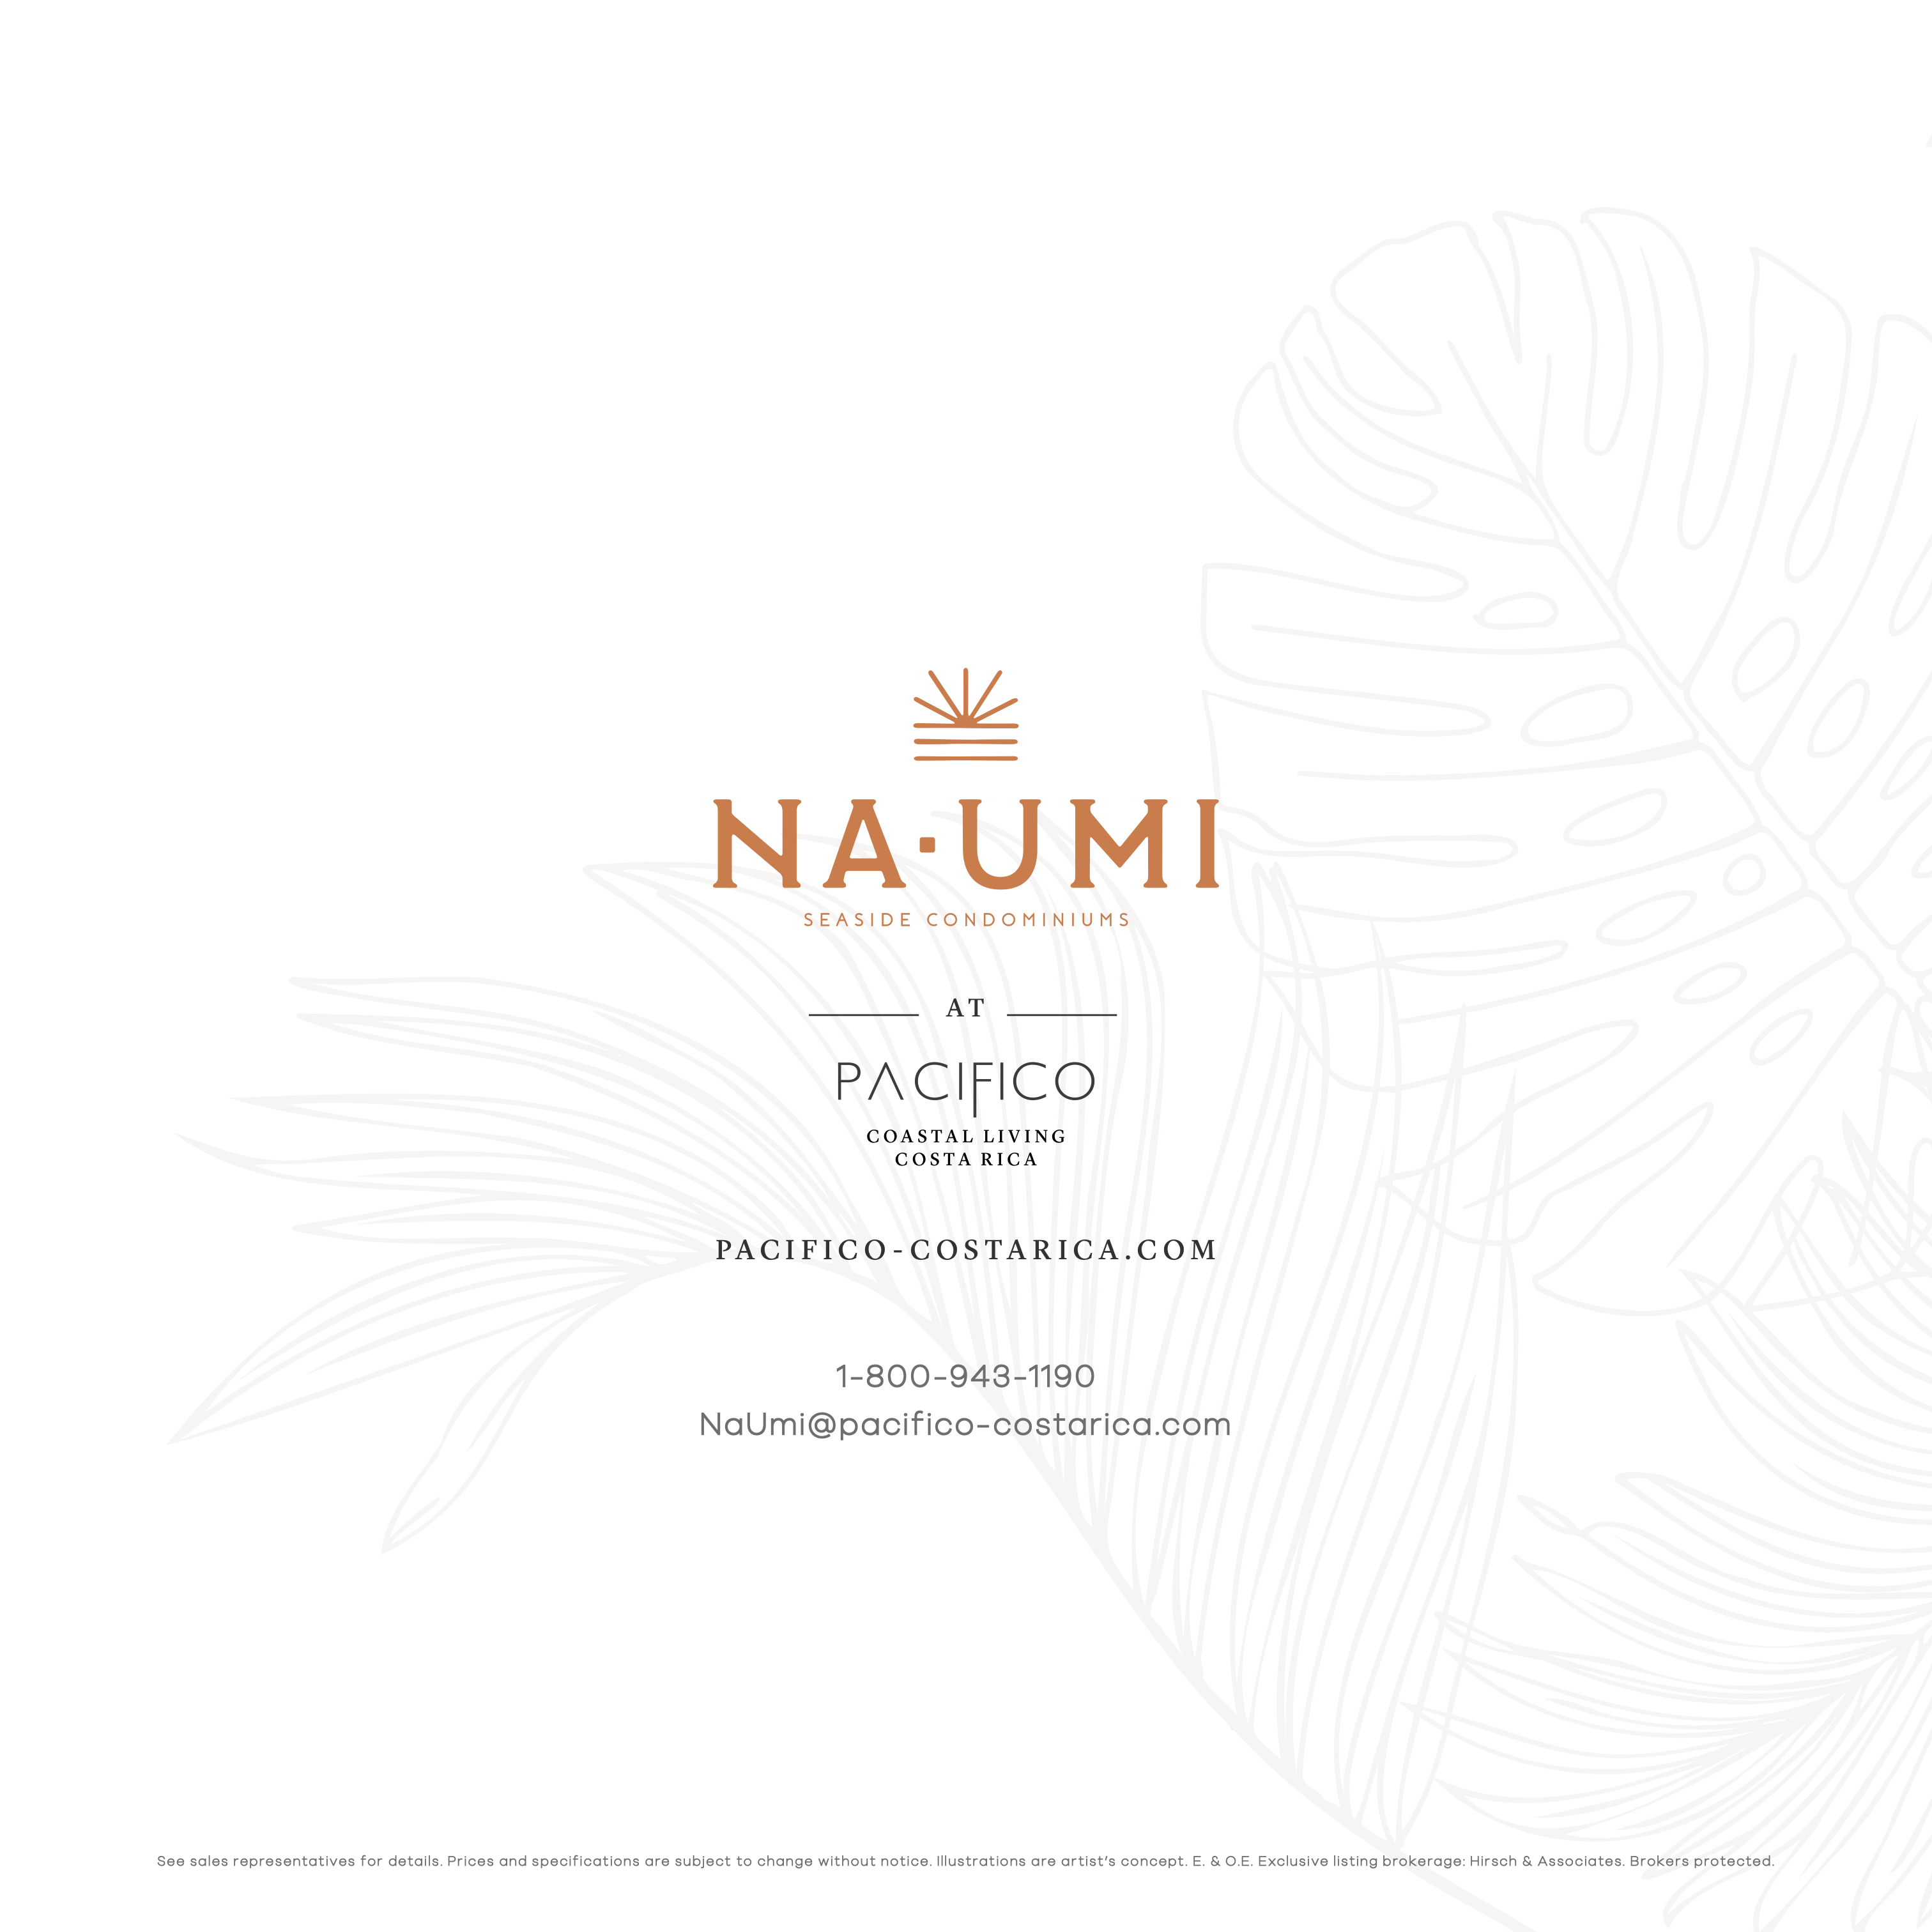 NA·UMI
SEASIDE CONDOMINIUMS
AT
PACIFICO
COASTAL LIVING
COSTA RICA
PACIFICO-COSTARICA.COM
1-800-943-1190
NaUmi@pacifico-costarica.com
See sales representatives for details. Prices and specifications are subject to change without notice. Illustrations are artist's concept. E. & O.E. Exclusive listing brokerage: Hirsch & Associates. Brokers protected.